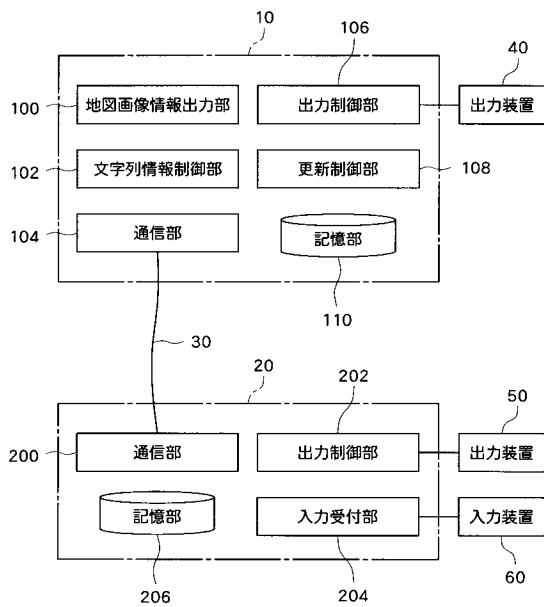 10
106
40
100
地図画像情報出力部
出力制御部
出力装置
102
文字列情報制御部
更新制御部
108
104
通信部
記憶部
110
30
20
202
50
200
通信部
出力制御部
出力装置
記憶部
入力受付部
入力装置
206
204
60